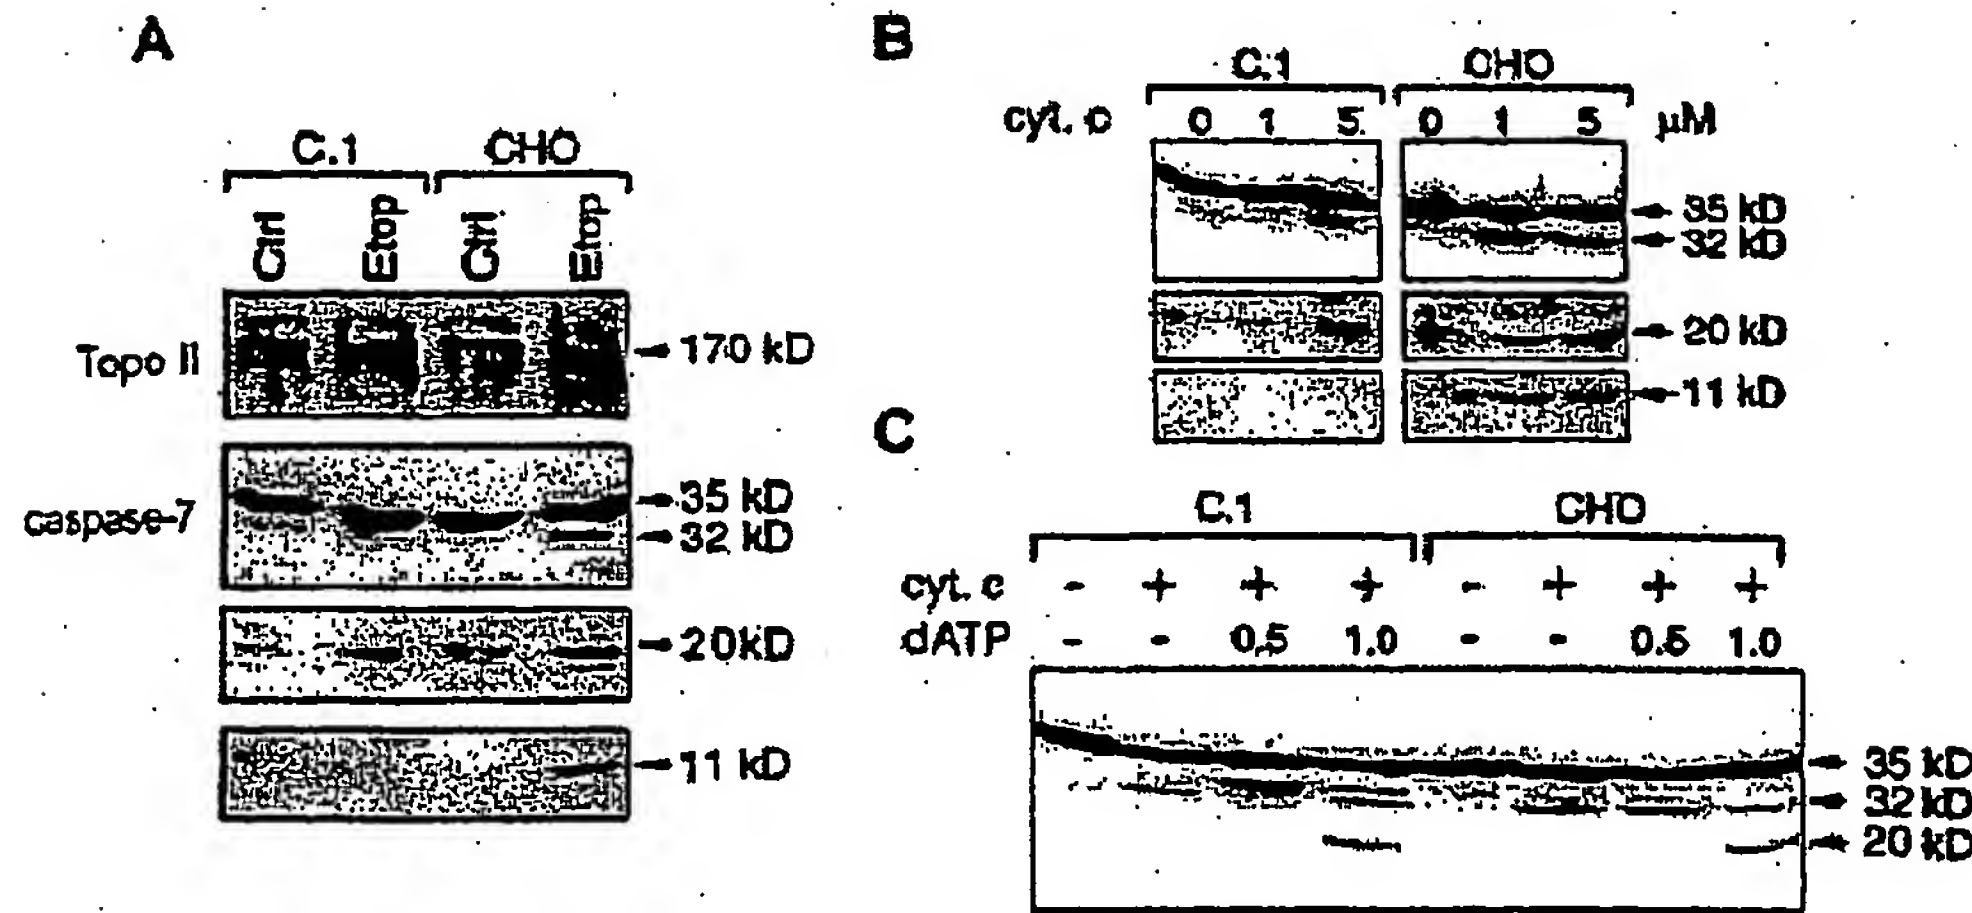 A
C.1 CHO
Ctrl Etop Ctrl Etop
Topo II
170 kD
caspase-7
35 kD
32 kD
20kD
11 kD
B
C.1 CHO
cyt. c 0 1 5 0 1 5 µM
35 kD
32 kD
20 kD
11 kD
C
C.1 CHO
cyt. c - + + + - + + +
dATP - - 0.5 1.0 - - 0.5 1.0
35 kD
32 kD
20 kD